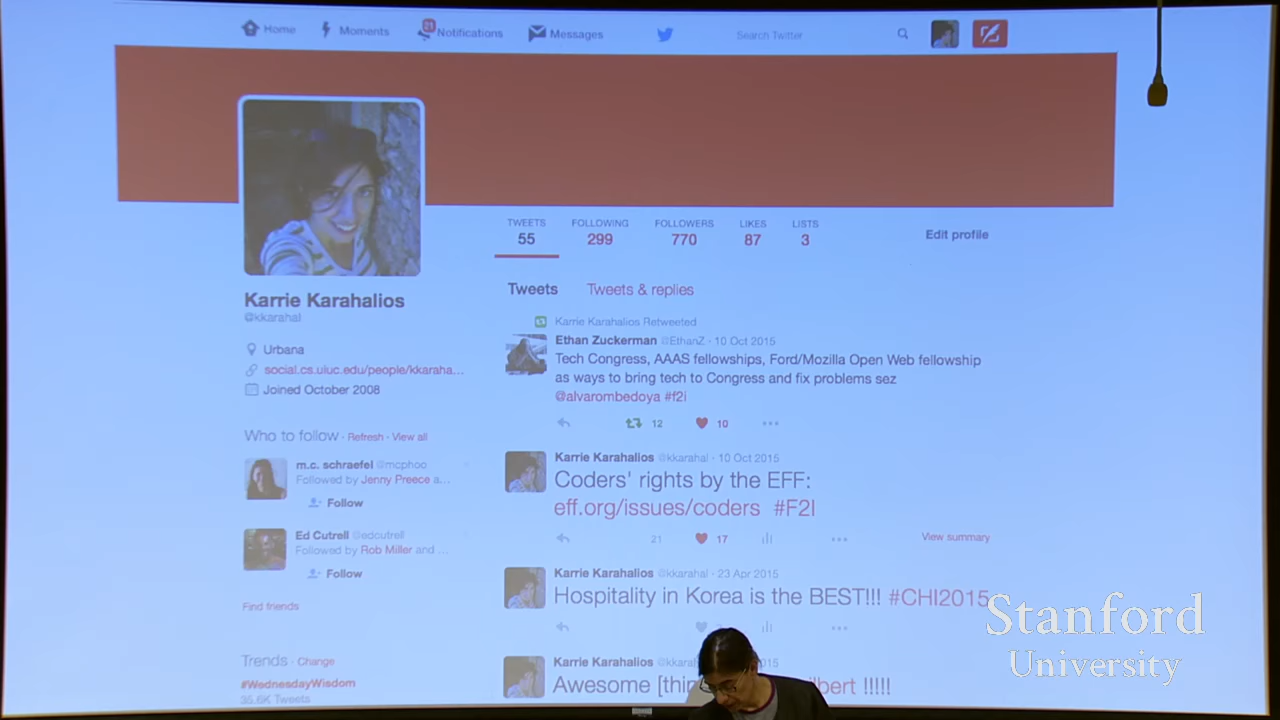 Home Moments 21 Notifications Messages Search Twitter
TWEETS FOLLOWING FOLLOWERS LIKES LISTS
55 299 770 87 3
Edit profile
Karrie Karahalios
@kkarahal
Urbana
social.cs.uiuc.edu/people/kkaraha...
Joined October 2008
Who to follow · Refresh · View all
m.c. schraefel @mcphoo
Followed by Jenny Preece a...
Follow
Ed Cutrell @edcutrell
Followed by Rob Miller and ...
Follow
Find friends
Trends · Change
#WednesdayWisdom
35.6K Tweets
Tweets Tweets & replies
Karrie Karahalios Retweeted
Ethan Zuckerman @EthanZ · 10 Oct 2015
Tech Congress, AAAS fellowships, Ford/Mozilla Open Web fellowship
as ways to bring tech to Congress and fix problems sez
@alvarombedoya #f2i
12 10
Karrie Karahalios @kkarahal · 10 Oct 2015
Coders' rights by the EFF:
eff.org/issues/coders #F2I
21 17 View summary
Karrie Karahalios @kkarahal · 23 Apr 2015
Hospitality in Korea is the BEST!!! #CHI2015
Karrie Karahalios
Awesome !!!!!
Stanford
University